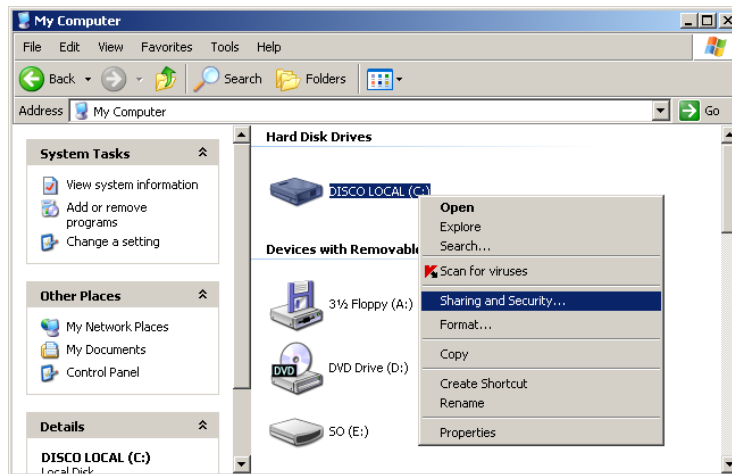 My Computer
File Edit View Favorites Tools Help
Back Search Folders
Address My Computer Go
System Tasks
View system information
Add or remove
programs
Change a setting
Other Places
My Network Places
My Documents
Control Panel
Details
DISCO LOCAL (C:)
Local Disk
Hard Disk Drives
DISCO LOCAL (C:)
Devices with Removabl
3½ Floppy (A:)
DVD
DVD Drive (D:)
SO (E:)
Open
Explore
Search...
Scan for viruses
Sharing and Security...
Format...
Copy
Create Shortcut
Rename
Properties